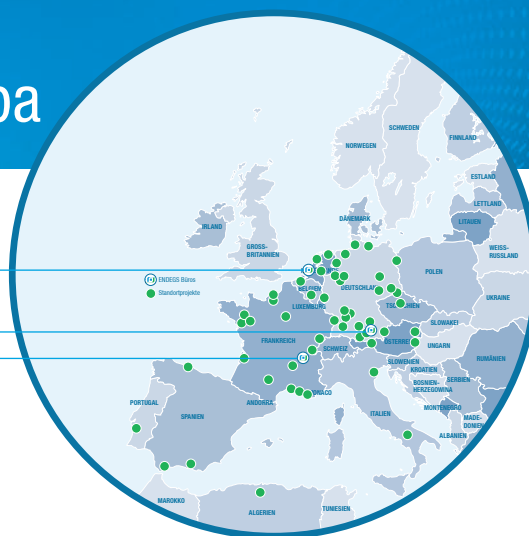 pa
FINNLAND
SCHWEDEN
NORWEGEN
ESTLAND
LETTLAND
DÄNEMARK
LITAUEN
IRLAND
GROSS-
BRITANNIEN
WEISS-
RUSSLAND
POLEN
ENDEGS Büros
BELGIEN
DEUTSCHLAND
Standortprojekte
UKRAINE
LUXEMBURG
TSCHECHIEN
SLOWAKEI
FRANKREICH
ÖSTERREICH
UNGARN
SCHWEIZ
RUMÄNIEN
SLOWENIEN
KROATIEN
BOSNIEN-
HERZEGOWINA
SERBIEN
MONACO
PORTUGAL
ANDORRA
MONTENEGRO
SPANIEN
ITALIEN
MADE-
DONIEN
ALBANIEN
MAROKKO
ALGERIEN
TUNESIEN